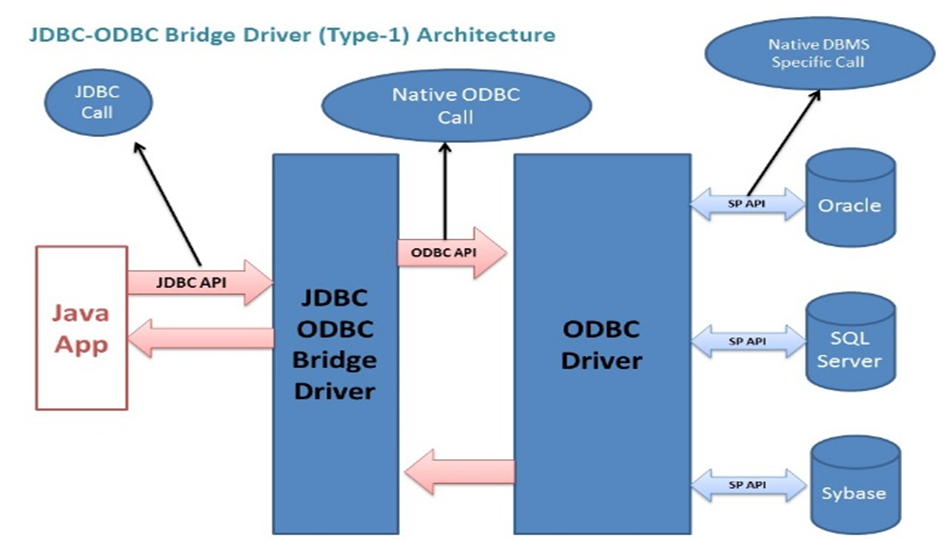 JDBC-ODBC Bridge Driver (Type-1) Architecture
JDBC
Call
Native ODBC
Call
Native DBMS
Specific Call
Java
App
JDBC API
JDBC
ODBC
Bridge
Driver
ODBC API
ODBC
Driver
SP API
Oracle
SP API
SQL
Server
SP API
Sybase